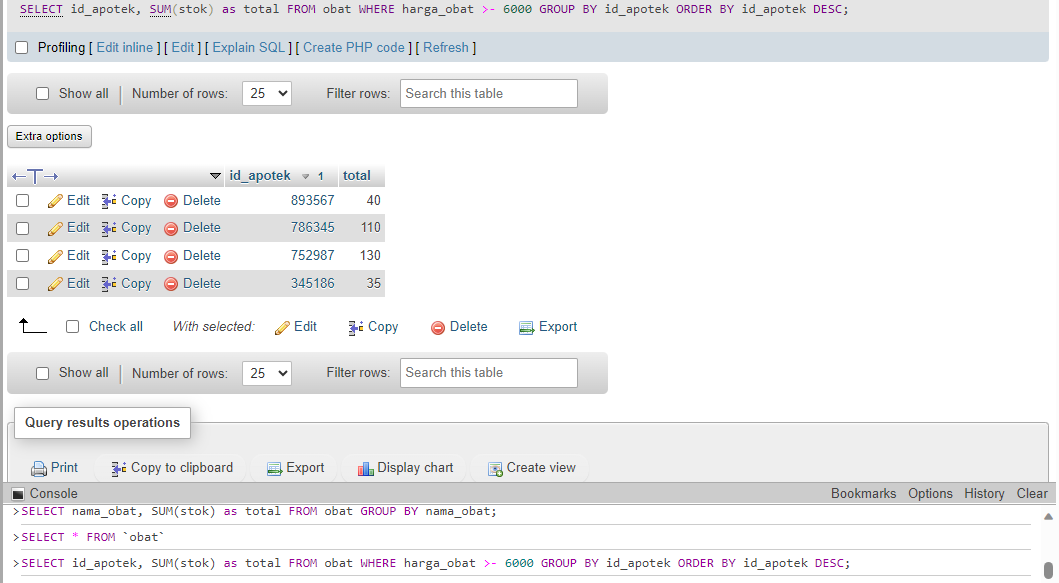 SELECT id_apotek, SUM(stok) as total FROM obat WHERE harga_obat >- 6000 GROUP BY id_apotek ORDER BY id_apotek DESC;
Profiling [ Edit inline ] [ Edit ] [ Explain SQL ] [ Create PHP code ] [ Refresh ]
Show all | Number of rows: 25 Filter rows: Search this table
Extra options
←T→ id_apotek 1 total
Edit Copy Delete 893567 40
Edit Copy Delete 786345 110
Edit Copy Delete 752987 130
Edit Copy Delete 345186 35
Check all With selected: Edit Copy Delete Export
Show all | Number of rows: 25 Filter rows: Search this table
Query results operations
Print Copy to clipboard Export Display chart Create view
Console Bookmarks Options History Clear
>SELECT nama_obat, SUM(stok) as total FROM obat GROUP BY nama_obat;
>SELECT * FROM `obat`
>SELECT id_apotek, SUM(stok) as total FROM obat WHERE harga_obat >- 6000 GROUP BY id_apotek ORDER BY id_apotek DESC;